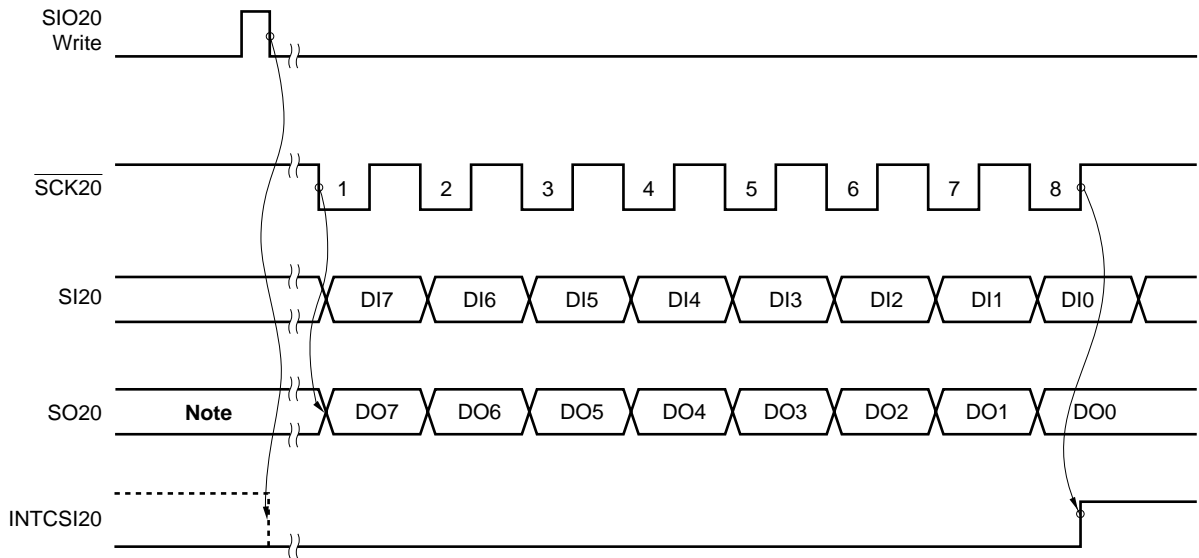 SIO20
Write
SCK20
1 2 3 4 5 6 7 8
SI20
DI7 DI6 DI5 DI4 DI3 DI2 DI1 DI0
SO20
Note
DO7 DO6 DO5 DO4 DO3 DO2 DO1 DO0
INTCSI20